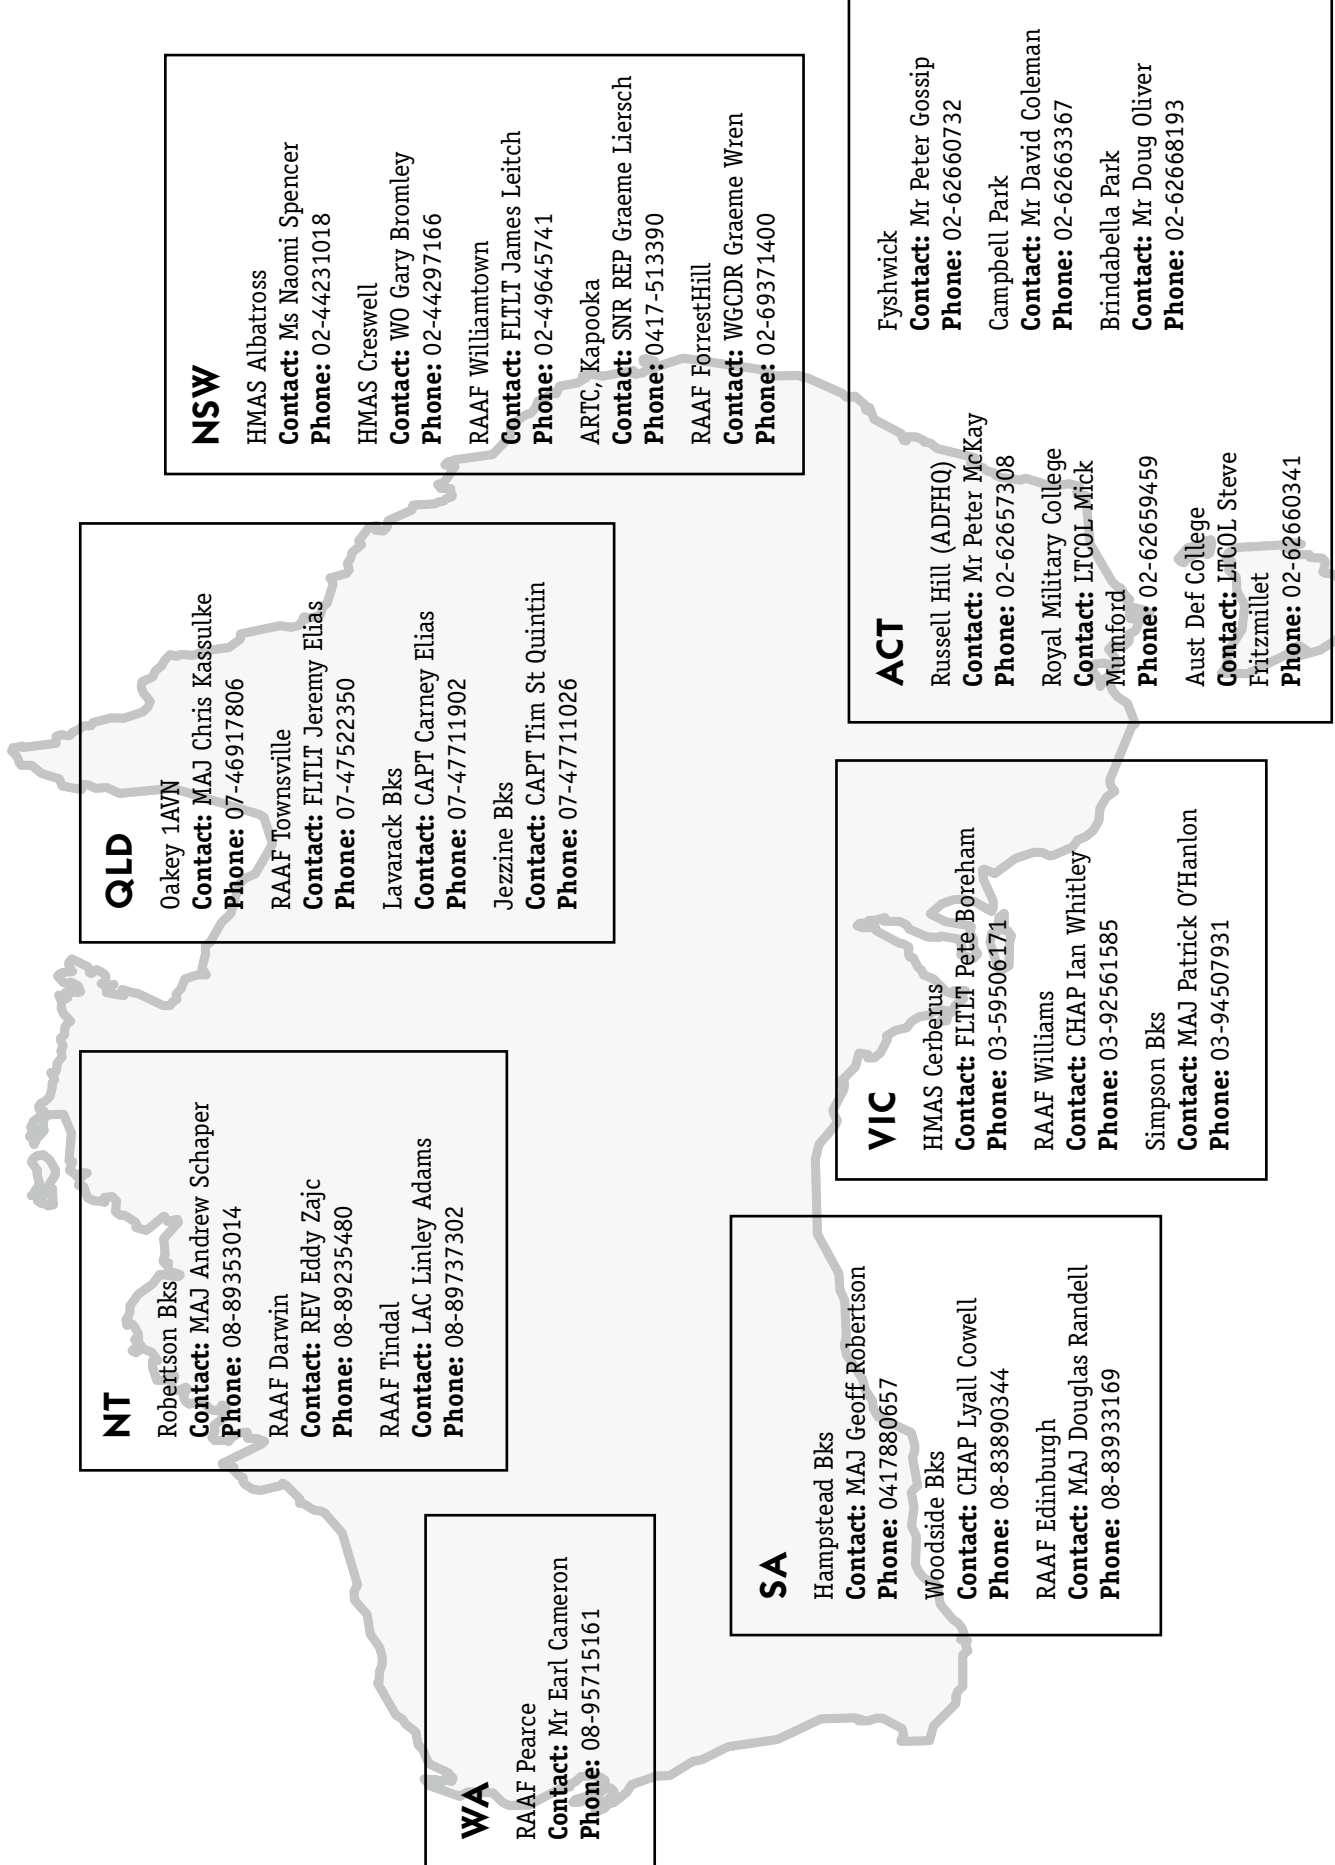 WA
RAAF Pearce
Contact: Mr Earl Cameron
Phone: 08-95715161
NT
Robertson Bks
Contact: MAJ Andrew Schaper
Phone: 08-89353014
RAAF Darwin
Contact: REV Eddy Zajc
Phone: 08-89235480
RAAF Tindal
Contact: LAC Linley Adams
Phone: 08-89737302
QLD
Oakey 1AVN
Contact: MAJ Chris Kassulke
Phone: 07-46917806
RAAF Townsville
Contact: FLTLT Jeremy Elias
Phone: 07-47522350
Lavarack Bks
Contact: CAPT Carney Elias
Phone: 07-47711902
Jezzine Bks
Contact: CAPT Tim St Quintin
Phone: 07-47711026
NSW
HMAS Albatross
Contact: Ms Naomi Spencer
Phone: 02-44231018
HMAS Creswell
Contact: WO Gary Bromley
Phone: 02-44297166
RAAF Williamtown
Contact: FLTLT James Leitch
Phone: 02-49645741
ARTC, Kapooka
Contact: SNR REP Graeme Liersch
Phone: 0417-513390
RAAF ForrestHill
Contact: WGCDR Graeme Wren
Phone: 02-69371400
SA
Hampstead Bks
Contact: MAJ Geoff Robertson
Phone: 0417880657
Woodside Bks
Contact: CHAP Lyall Cowell
Phone: 08-83890344
RAAF Edinburgh
Contact: MAJ Douglas Randell
Phone: 08-83933169
VIC
HMAS Cerberus
Contact: FLTLT Pete Boreham
Phone: 03-59506171
RAAF Williams
Contact: CHAP Ian Whitley
Phone: 03-92561585
Simpson Bks
Contact: MAJ Patrick O'Hanlon
Phone: 03-94507931
ACT
Russell Hill (ADFHQ)
Contact: Mr Peter McKay
Phone: 02-62657308
Royal Military College
Contact: LTCOL Mick
Mumford
Phone: 02-62659459
Aust Def College
Contact: LTCOL Steve
Fritzmillet
Phone: 02-62660341
Fyshwick
Contact: Mr Peter Gossip
Phone: 02-62660732
Campbell Park
Contact: Mr David Coleman
Phone: 02-62663367
Brindabella Park
Contact: Mr Doug Oliver
Phone: 02-62668193